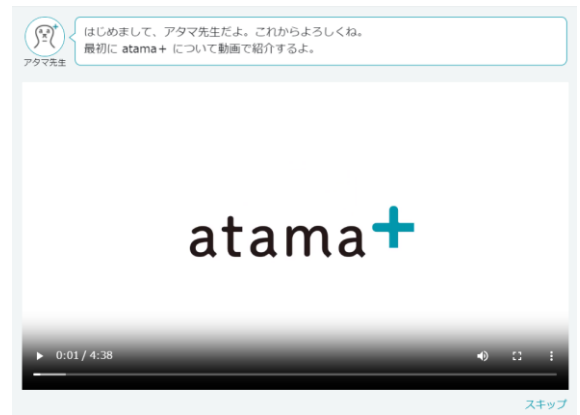 はじめまして、アタマ先生だよ。これからよろしくね。
最初に atama+ について動画で紹介するよ。
アタマ先生
atama+
0:01 / 4:38
スキップ